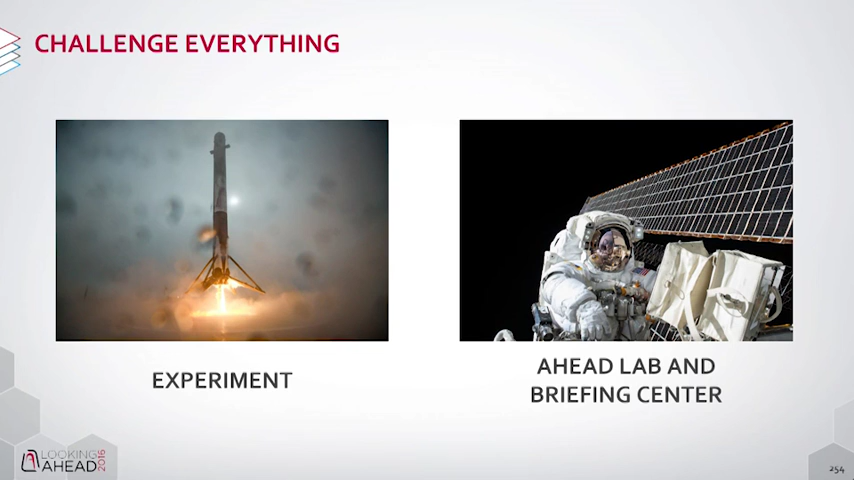 CHALLENGE EVERYTHING
EXPERIMENT
AHEAD LAB AND
BRIEFING CENTER
LOOKING
AHEAD 2016
254